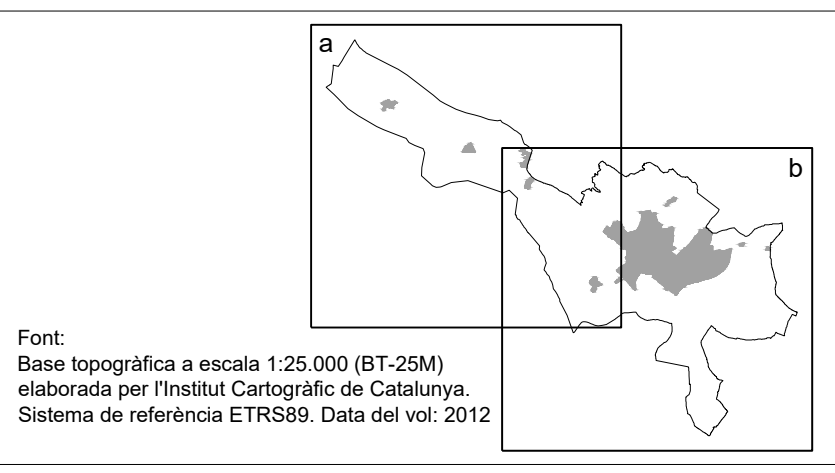 a
b
Font:
Base topogràfica a escala 1:25.000 (BT-25M)
elaborada per l'Institut Cartogràfic de Catalunya.
Sistema de referència ETRS89. Data del vol: 2012